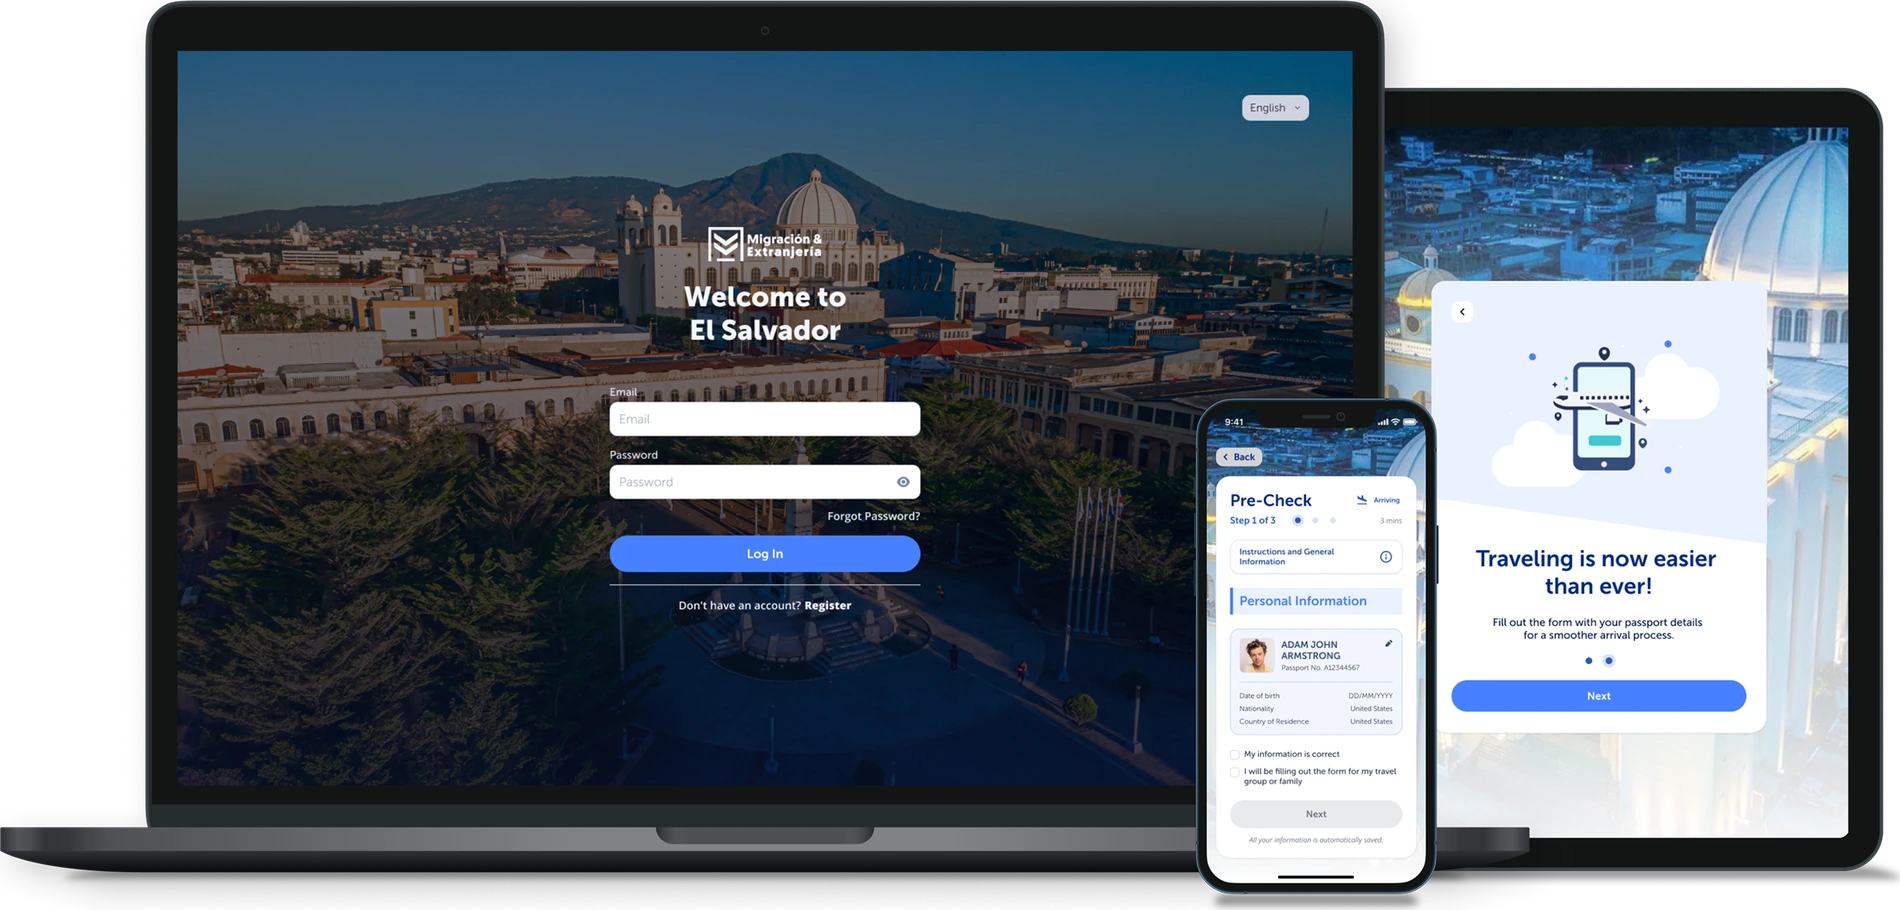 English
Migración &
Extranjería
Welcome to
El Salvador
Email
Email
Password
Password
Forgot Password?
Log In
Don't have an account? Register
9:41
Back
Pre-Check
Arriving
Step 1 of 3
3 mins
Instructions and General
Information
Personal Information
ADAM JOHN
ARMSTRONG
Passport No. A12344567
Date of birth DD/MM/YYYY
Nationality United States
Country of Residence United States
My information is correct
I will be filling out the form for my travel
group or family
Next
All your information is automatically saved.
Traveling is now easier
than ever!
Fill out the form with your passport details
for a smoother arrival process.
Next